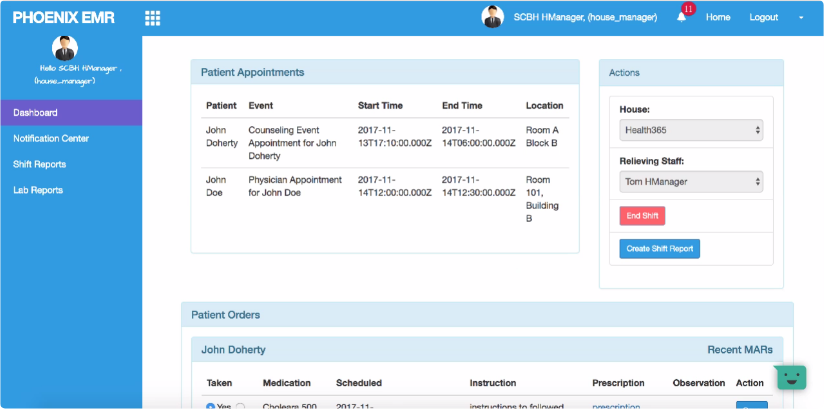 PHOENIX EMR
SCBH HManager, (house_manager)
11
Home
Logout
Hello SCBH HManager ,
(house_manager)
Dashboard
Notification Center
Shift Reports
Lab Reports
Patient Appointments
Patient Event Start Time End Time Location
John Doherty Counseling Event Appointment for John Doherty 2017-11-13T17:10:00.000Z 2017-11-14T06:00:00.000Z Room A Block B
John Doe Physician Appointment for John Doe 2017-11-14T12:00:00.000Z 2017-11-14T12:30:00.000Z Room 101, Building B
Actions
House:
Health365
Relieving Staff:
Tom HManager
End Shift
Create Shift Report
Patient Orders
John Doherty Recent MARs
Taken Medication Scheduled Instruction Prescription Observation Action
Yes Choleara 500 2017-11- instructions to followed prescription